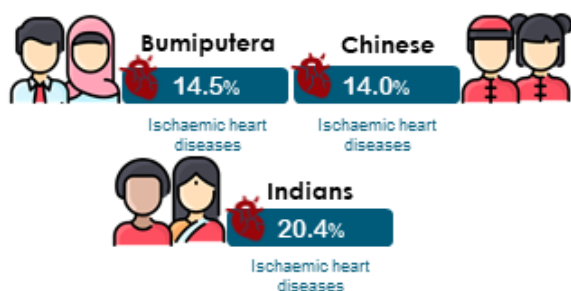 Bumiputera
14.5%
Ischaemic heart
diseases
Chinese
14.0%
Ischaemic heart
diseases
Indians
20.4%
Ischaemic heart
diseases